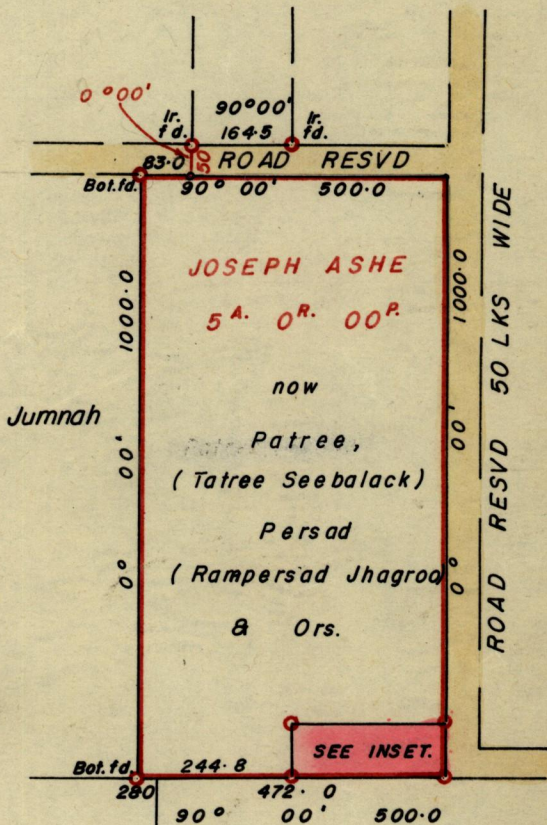 0°00'
90°00'
Ir. fd.
164.5
Ir. fd.
83.0
50
ROAD RESVD
Bot.fd.
90° 00' 500.0
JOSEPH ASHE
5A. 0R. 00P.
now
Patree,
(Tatree Seebalack)
Persad
(Rampersad Jhagroo)
& Ors.
Jumnah
0° 00' 1000.0
0° 00' 1000.0
ROAD RESVD 50 LKS WIDE
SEE INSET.
Bot.fd.
244.8
280
472.0
90° 00' 500.0